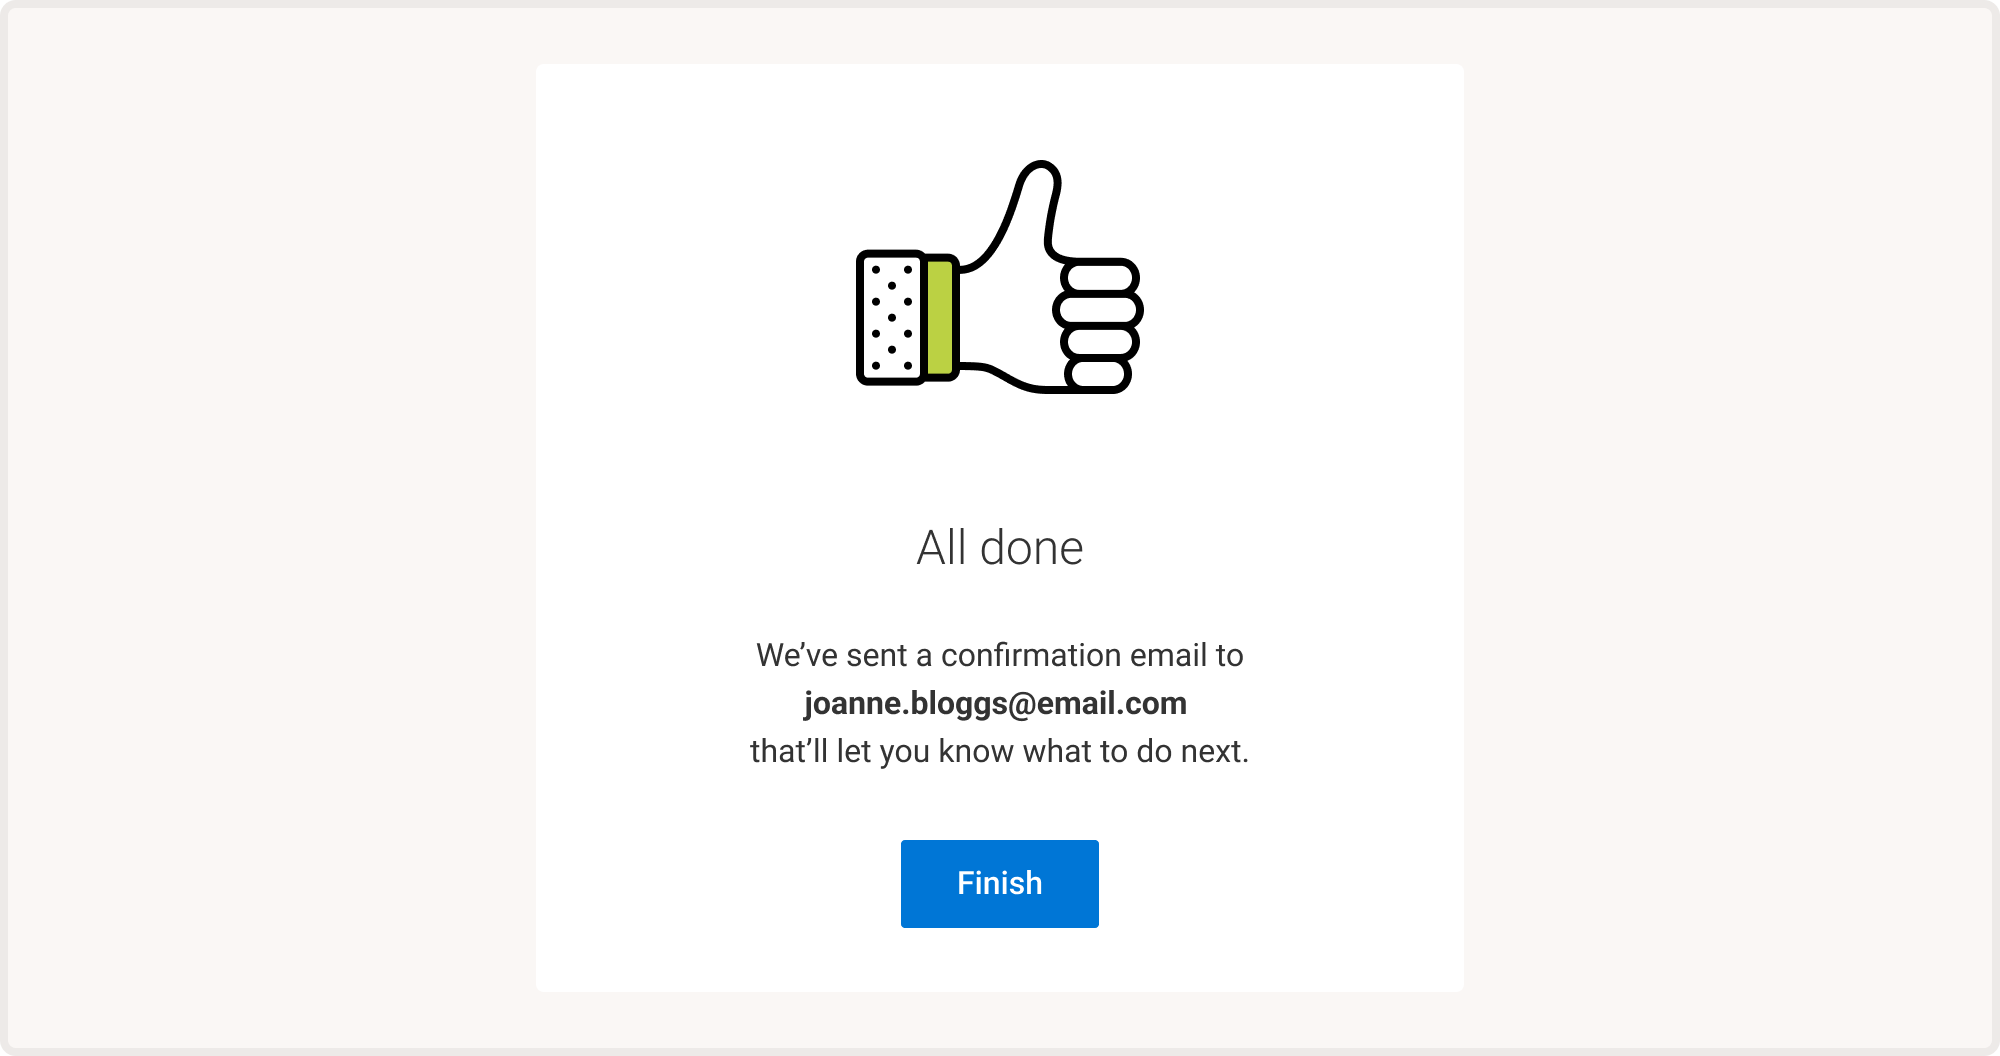 All done
We’ve sent a confirmation email to
joanne.bloggs@email.com
that’ll let you know what to do next.
Finish